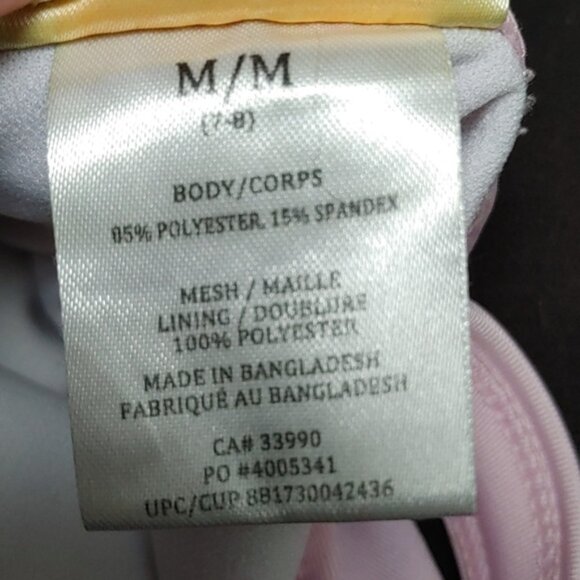 M/M
(7-8)
BODY/CORPS
85% POLYESTER, 15% SPANDEX
MESH / MAILLE
LINING / DOUBLURE
100% POLYESTER
MADE IN BANGLADESH
FABRIQUÉ AU BANGLADESH
CA# 33990
PO #4005341
UPC/CUP 881730042436